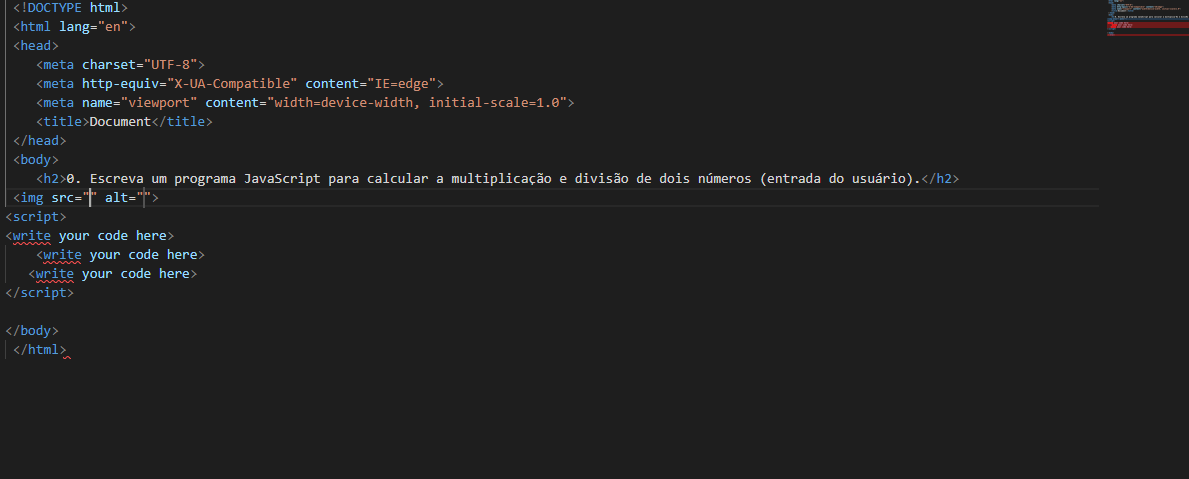 <!DOCTYPE html>
<html lang="en">
<head>
<meta charset="UTF-8">
<meta http-equiv="X-UA-Compatible" content="IE=edge">
<meta name="viewport" content="width=device-width, initial-scale=1.0">
<title>Document</title>
</head>
<body>
<h2>0. Escreva um programa JavaScript para calcular a multiplicação e divisão de dois números (entrada do usuário).</h2>
<img src="" alt="">
<script>
<write your code here>
<write your code here>
<write your code here>
</script>
</body>
</html>